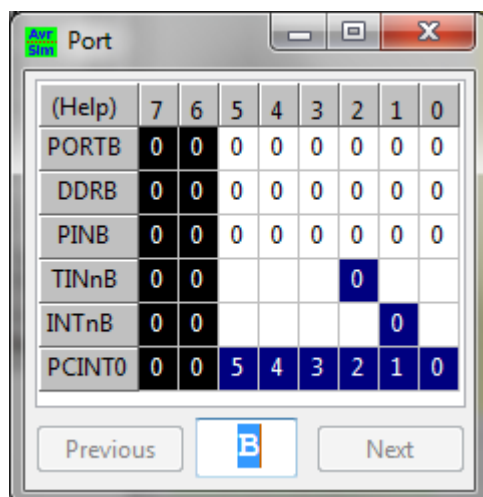 Avr Sim Port
(Help) 7 6 5 4 3 2 1 0
PORTB 0 0 0 0 0 0 0 0
DDRB 0 0 0 0 0 0 0 0
PINB 0 0 0 0 0 0 0 0
TINnB 0 0 0
INTnB 0 0 0
PCINT0 0 0 5 4 3 2 1 0
Previous B Next